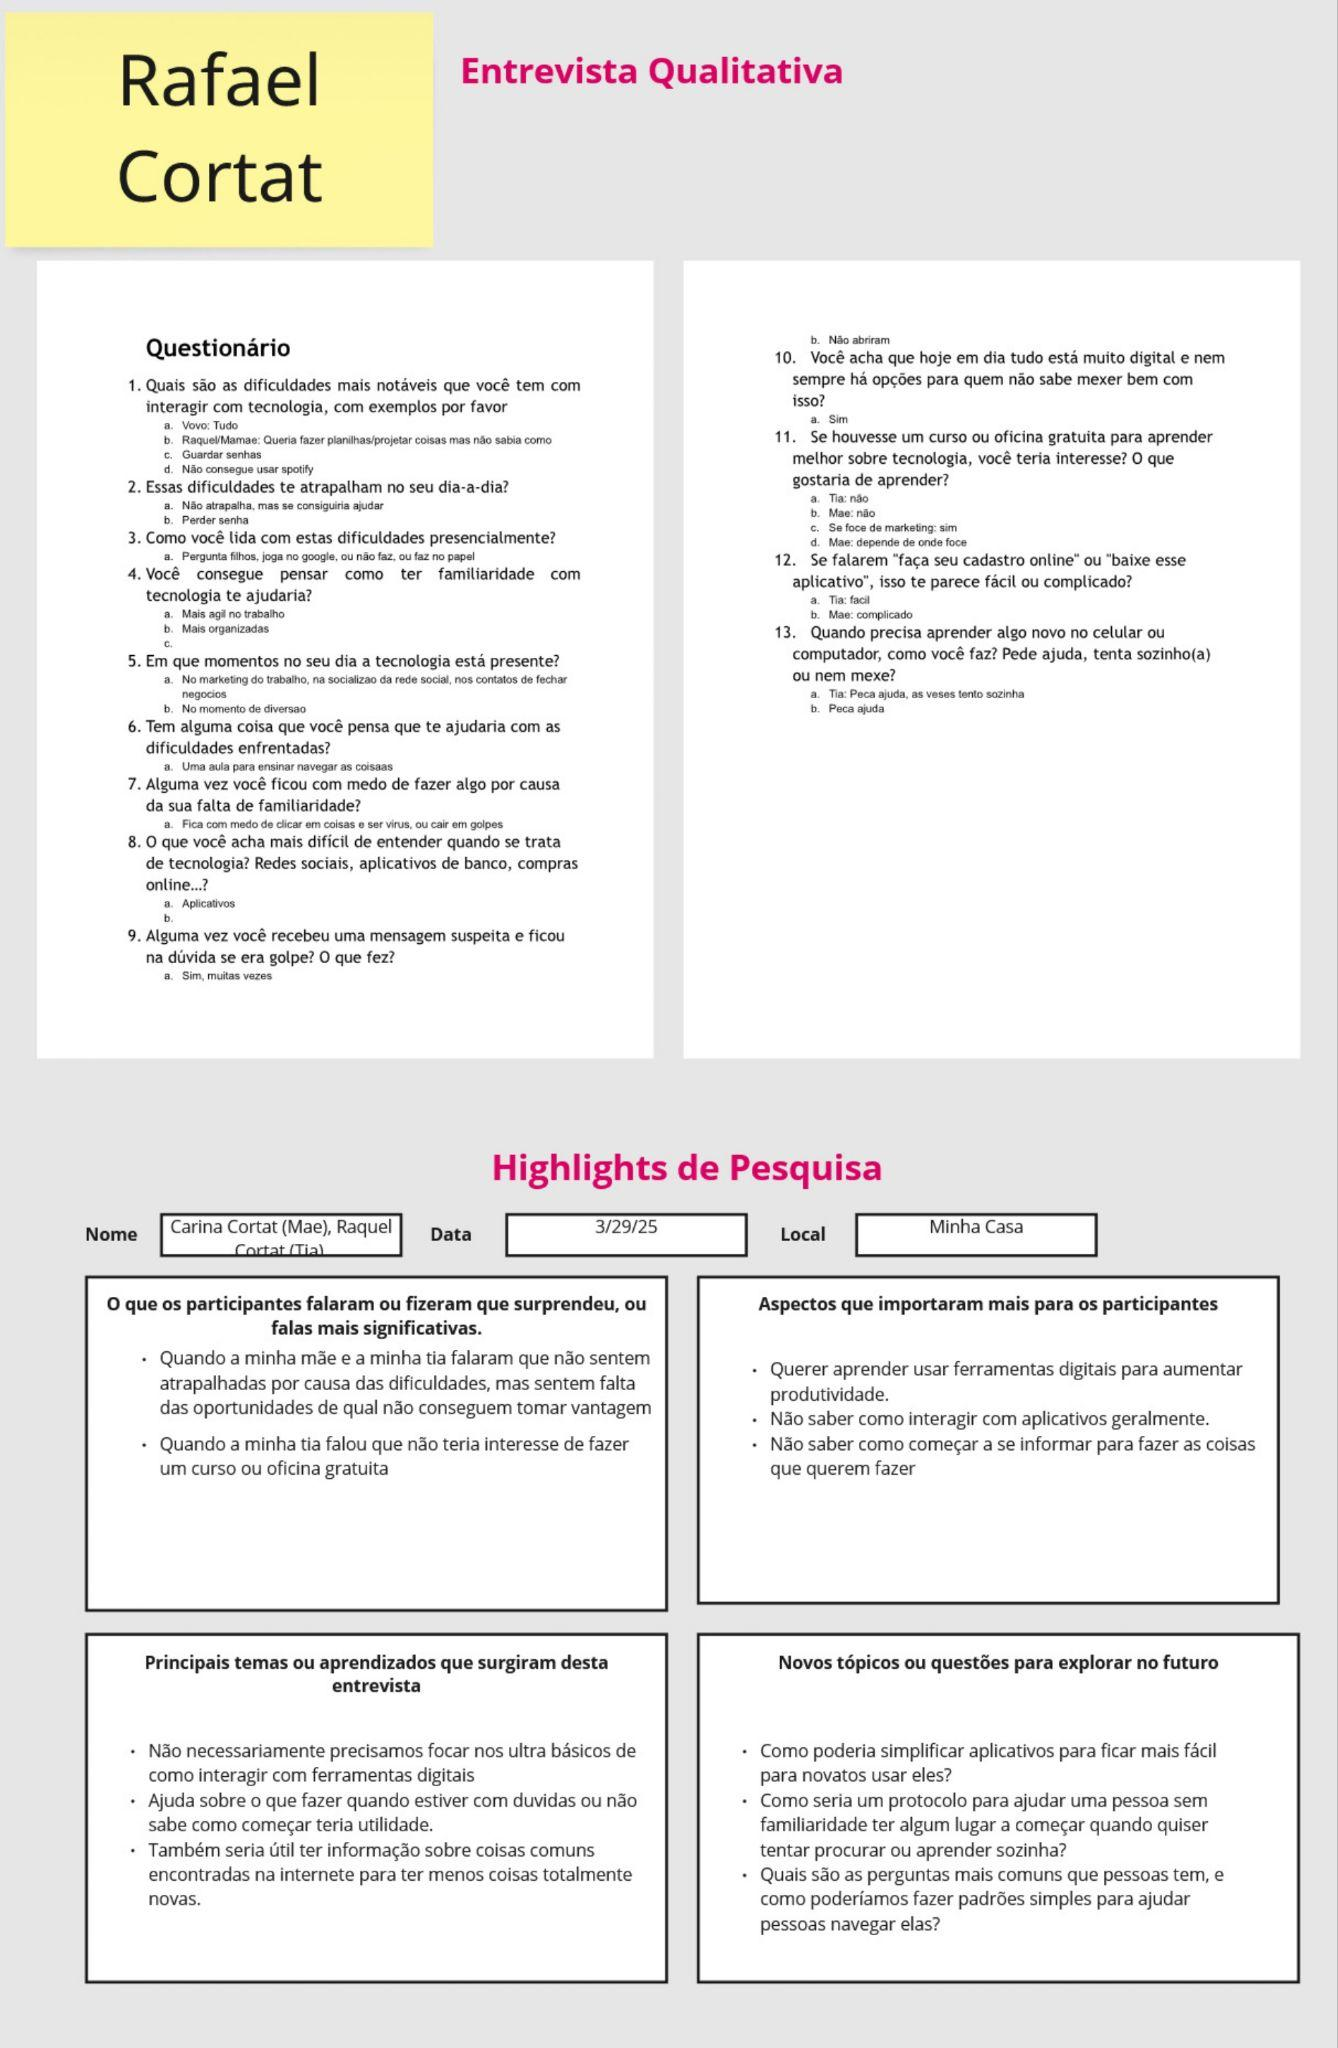 Rafael
Cortat
Entrevista Qualitativa
Questionário
1. Quais são as dificuldades mais notáveis que você tem com
interagir com tecnologia, com exemplos por favor
a. Vovo: Tudo
b. Raquel/Mamae: Queria fazer planilhas/projetar coisas mas não sabia como
c. Guardar senhas
d. Não consegue usar spotify
2. Essas dificuldades te atrapalham no seu dia-a-dia?
a. Não atrapalha, mas se consiguiria ajudar
b. Perder senha
3. Como você lida com estas dificuldades presencialmente?
a. Pergunta filhos, joga no google, ou não faz, ou faz no papel
4. Você consegue pensar como ter familiaridade com
tecnologia te ajudaria?
a. Mais agil no trabalho
b. Mais organizadas
c.
5. Em que momentos no seu dia a tecnologia está presente?
a. No marketing do trabalho, na socializao da rede social, nos contatos de fechar
negocios
b. No momento de diversao
6. Tem alguma coisa que você pensa que te ajudaria com as
dificuldades enfrentadas?
a. Uma aula para ensinar navegar as coisaas
7. Alguma vez você ficou com medo de fazer algo por causa
da sua falta de familiaridade?
a. Fica com medo de clicar em coisas e ser virus, ou cair em golpes
8. O que você acha mais difícil de entender quando se trata
de tecnologia? Redes sociais, aplicativos de banco, compras
online…?
a. Aplicativos
b.
9. Alguma vez você recebeu uma mensagem suspeita e ficou
na dúvida se era golpe? O que fez?
a. Sim, muitas vezes
b. Não abriram
10. Você acha que hoje em dia tudo está muito digital e nem
sempre há opções para quem não sabe mexer bem com
isso?
a. Sim
11. Se houvesse um curso ou oficina gratuita para aprender
melhor sobre tecnologia, você teria interesse? O que
gostaria de aprender?
a. Tia: não
b. Mae: não
c. Se foce de marketing: sim
d. Mae: depende de onde foce
12. Se falarem "faça seu cadastro online" ou "baixe esse
aplicativo", isso te parece fácil ou complicado?
a. Tia: facil
b. Mae: complicado
13. Quando precisa aprender algo novo no celular ou
computador, como você faz? Pede ajuda, tenta sozinho(a)
ou nem mexe?
a. Tia: Peca ajuda, as veses tento sozinha
b. Peca ajuda
Highlights de Pesquisa
Nome
Carina Cortat (Mae), Raquel
Cortat (Tia)
Data
3/29/25
Local
Minha Casa
O que os participantes falaram ou fizeram que surprendeu, ou
falas mais significativas.
• Quando a minha mãe e a minha tia falaram que não sentem
atrapalhadas por causa das dificuldades, mas sentem falta
das oportunidades de qual não conseguem tomar vantagem
• Quando a minha tia falou que não teria interesse de fazer
um curso ou oficina gratuita
Aspectos que importaram mais para os participantes
• Querer aprender usar ferramentas digitais para aumentar
produtividade.
• Não saber como interagir com aplicativos geralmente.
• Não saber como começar a se informar para fazer as coisas
que querem fazer
Principais temas ou aprendizados que surgiram desta
entrevista
• Não necessariamente precisamos focar nos ultra básicos de
como interagir com ferramentas digitais
• Ajuda sobre o que fazer quando estiver com duvidas ou não
sabe como começar teria utilidade.
• Também seria útil ter informação sobre coisas comuns
encontradas na internete para ter menos coisas totalmente
novas.
Novos tópicos ou questões para explorar no futuro
• Como poderia simplificar aplicativos para ficar mais fácil
para novatos usar eles?
• Como seria um protocolo para ajudar uma pessoa sem
familiaridade ter algum lugar a começar quando quiser
tentar procurar ou aprender sozinha?
• Quais são as perguntas mais comuns que pessoas tem, e
como poderíamos fazer padrões simples para ajudar
pessoas navegar elas?